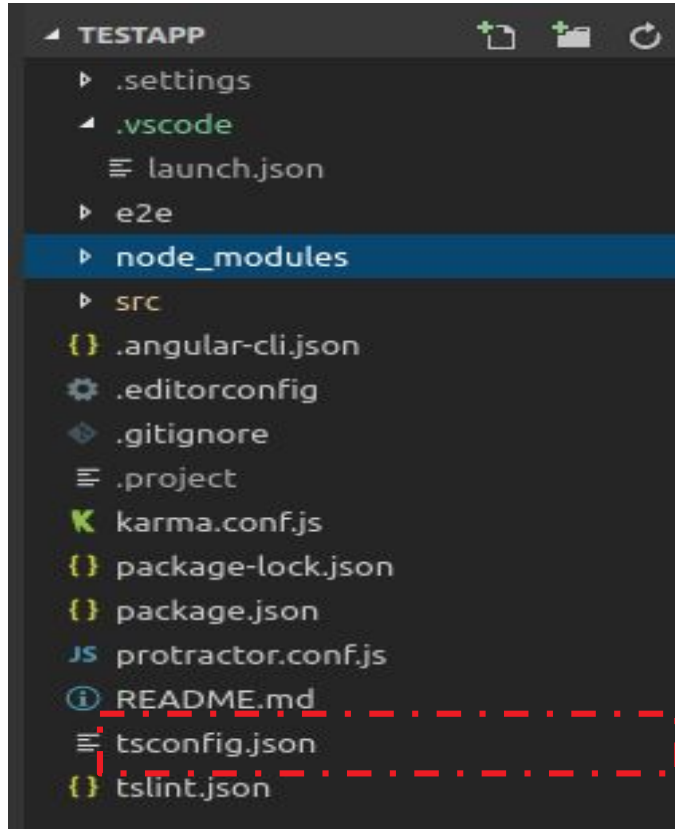 TESTAPP
.settings
.vscode
launch.json
e2e
node_modules
src
{} .angular-cli.json
.editorconfig
.gitignore
.project
K karma.conf.js
{} package-lock.json
{} package.json
JS protractor.conf.js
README.md
tsconfig.json
{} tslint.json